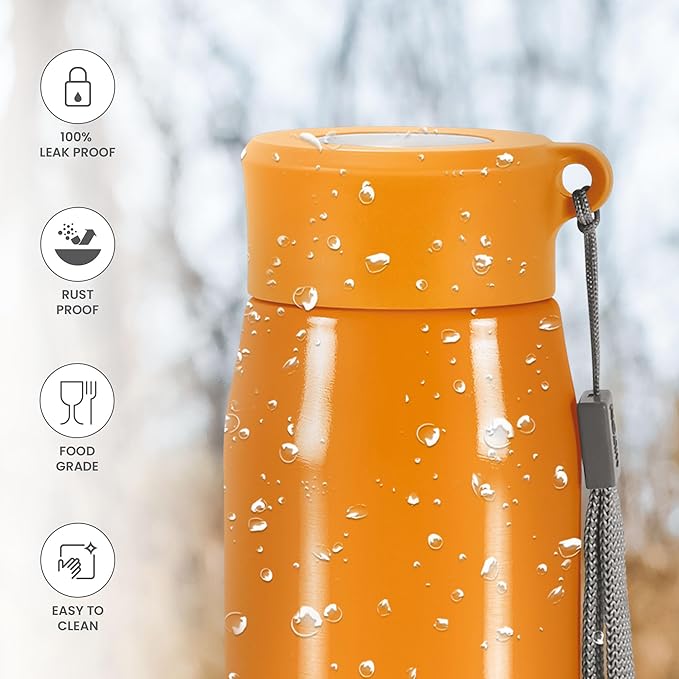 100%
LEAK PROOF
RUST
PROOF
FOOD
GRADE
EASY TO
CLEAN